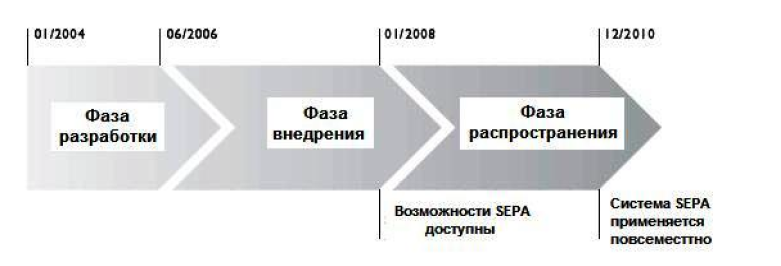 01/2004
06/2006
01/2008
12/2010
Фаза
разработки
Фаза
внедрения
Фаза
распространения
Возможности SEPA
доступны
Система SEPA
применяется
повсеместтно